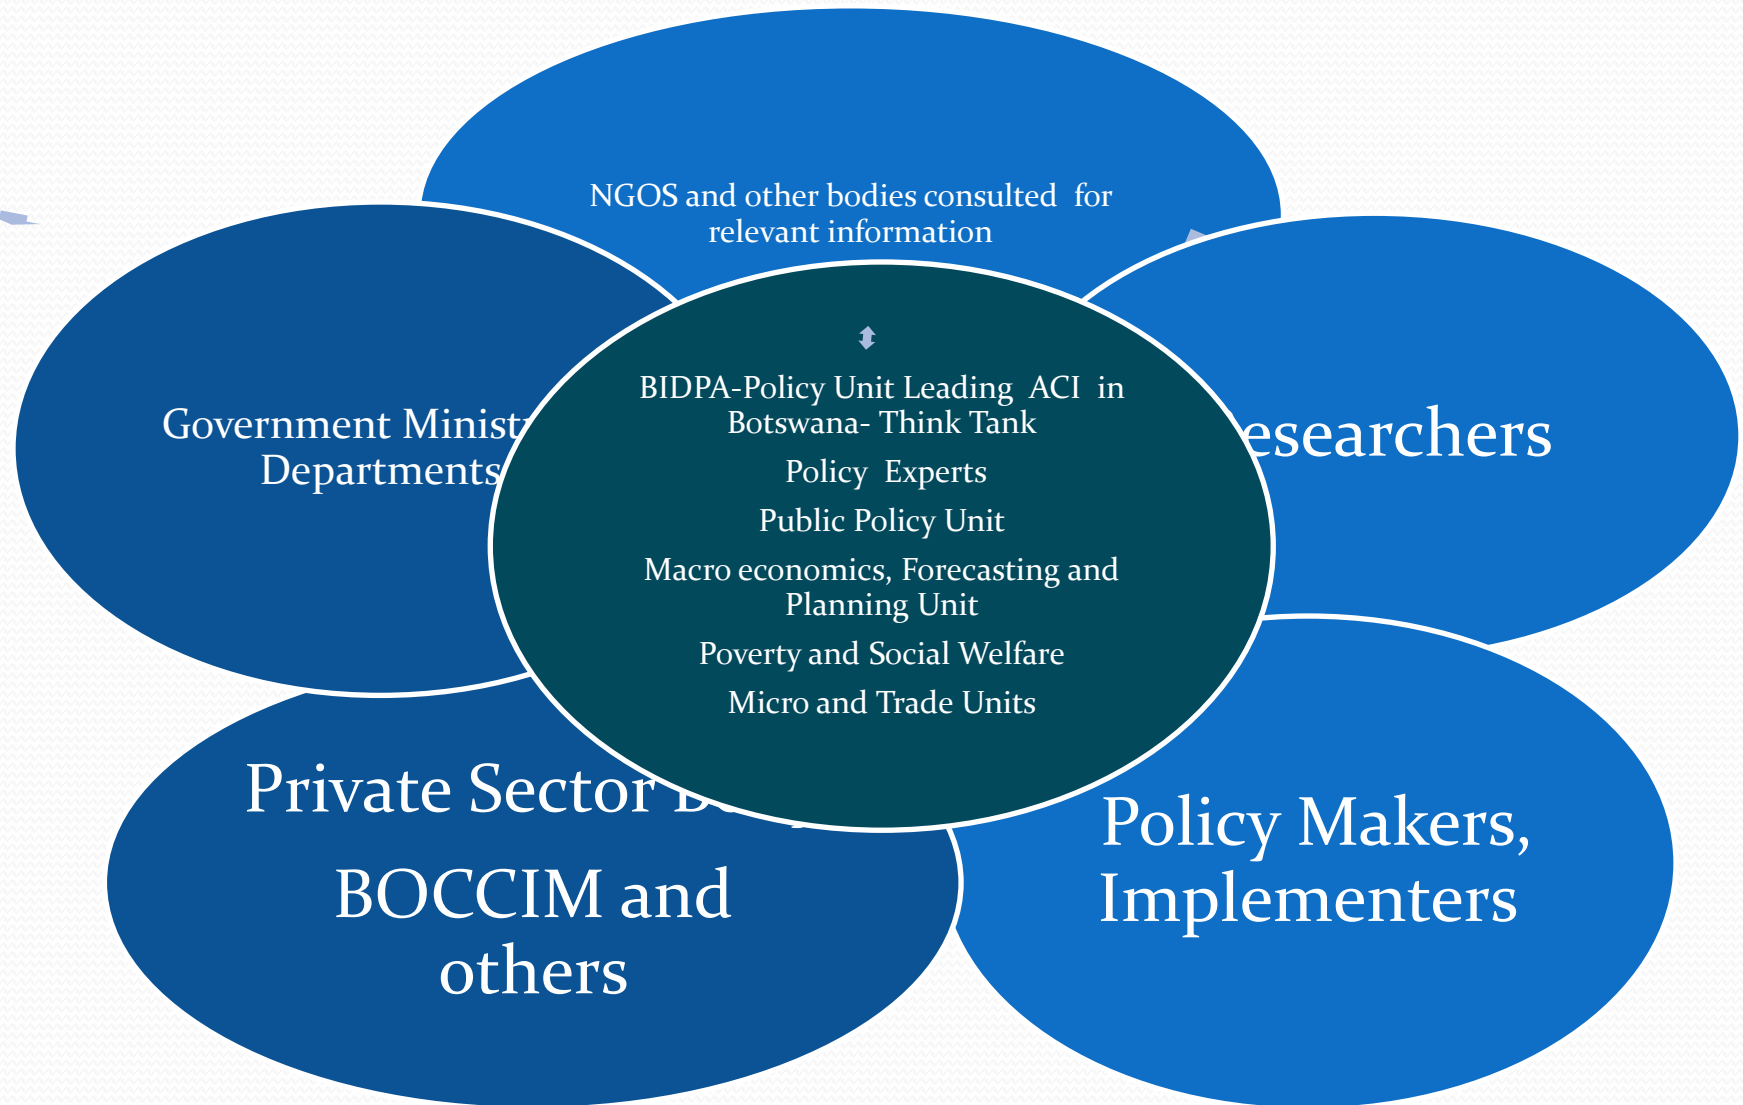 NGOS and other bodies consulted for
relevant information
Government
Departments
BIDPA-Policy Unit Leading ACI in
Botswana- Think Tank
Policy Experts
Public Policy Unit
Macro economics, Forecasting and
Planning Unit
Poverty and Social Welfare
Micro and Trade Units
Private Sector
BOCCIM and
others
Policy Makers,
Implementers